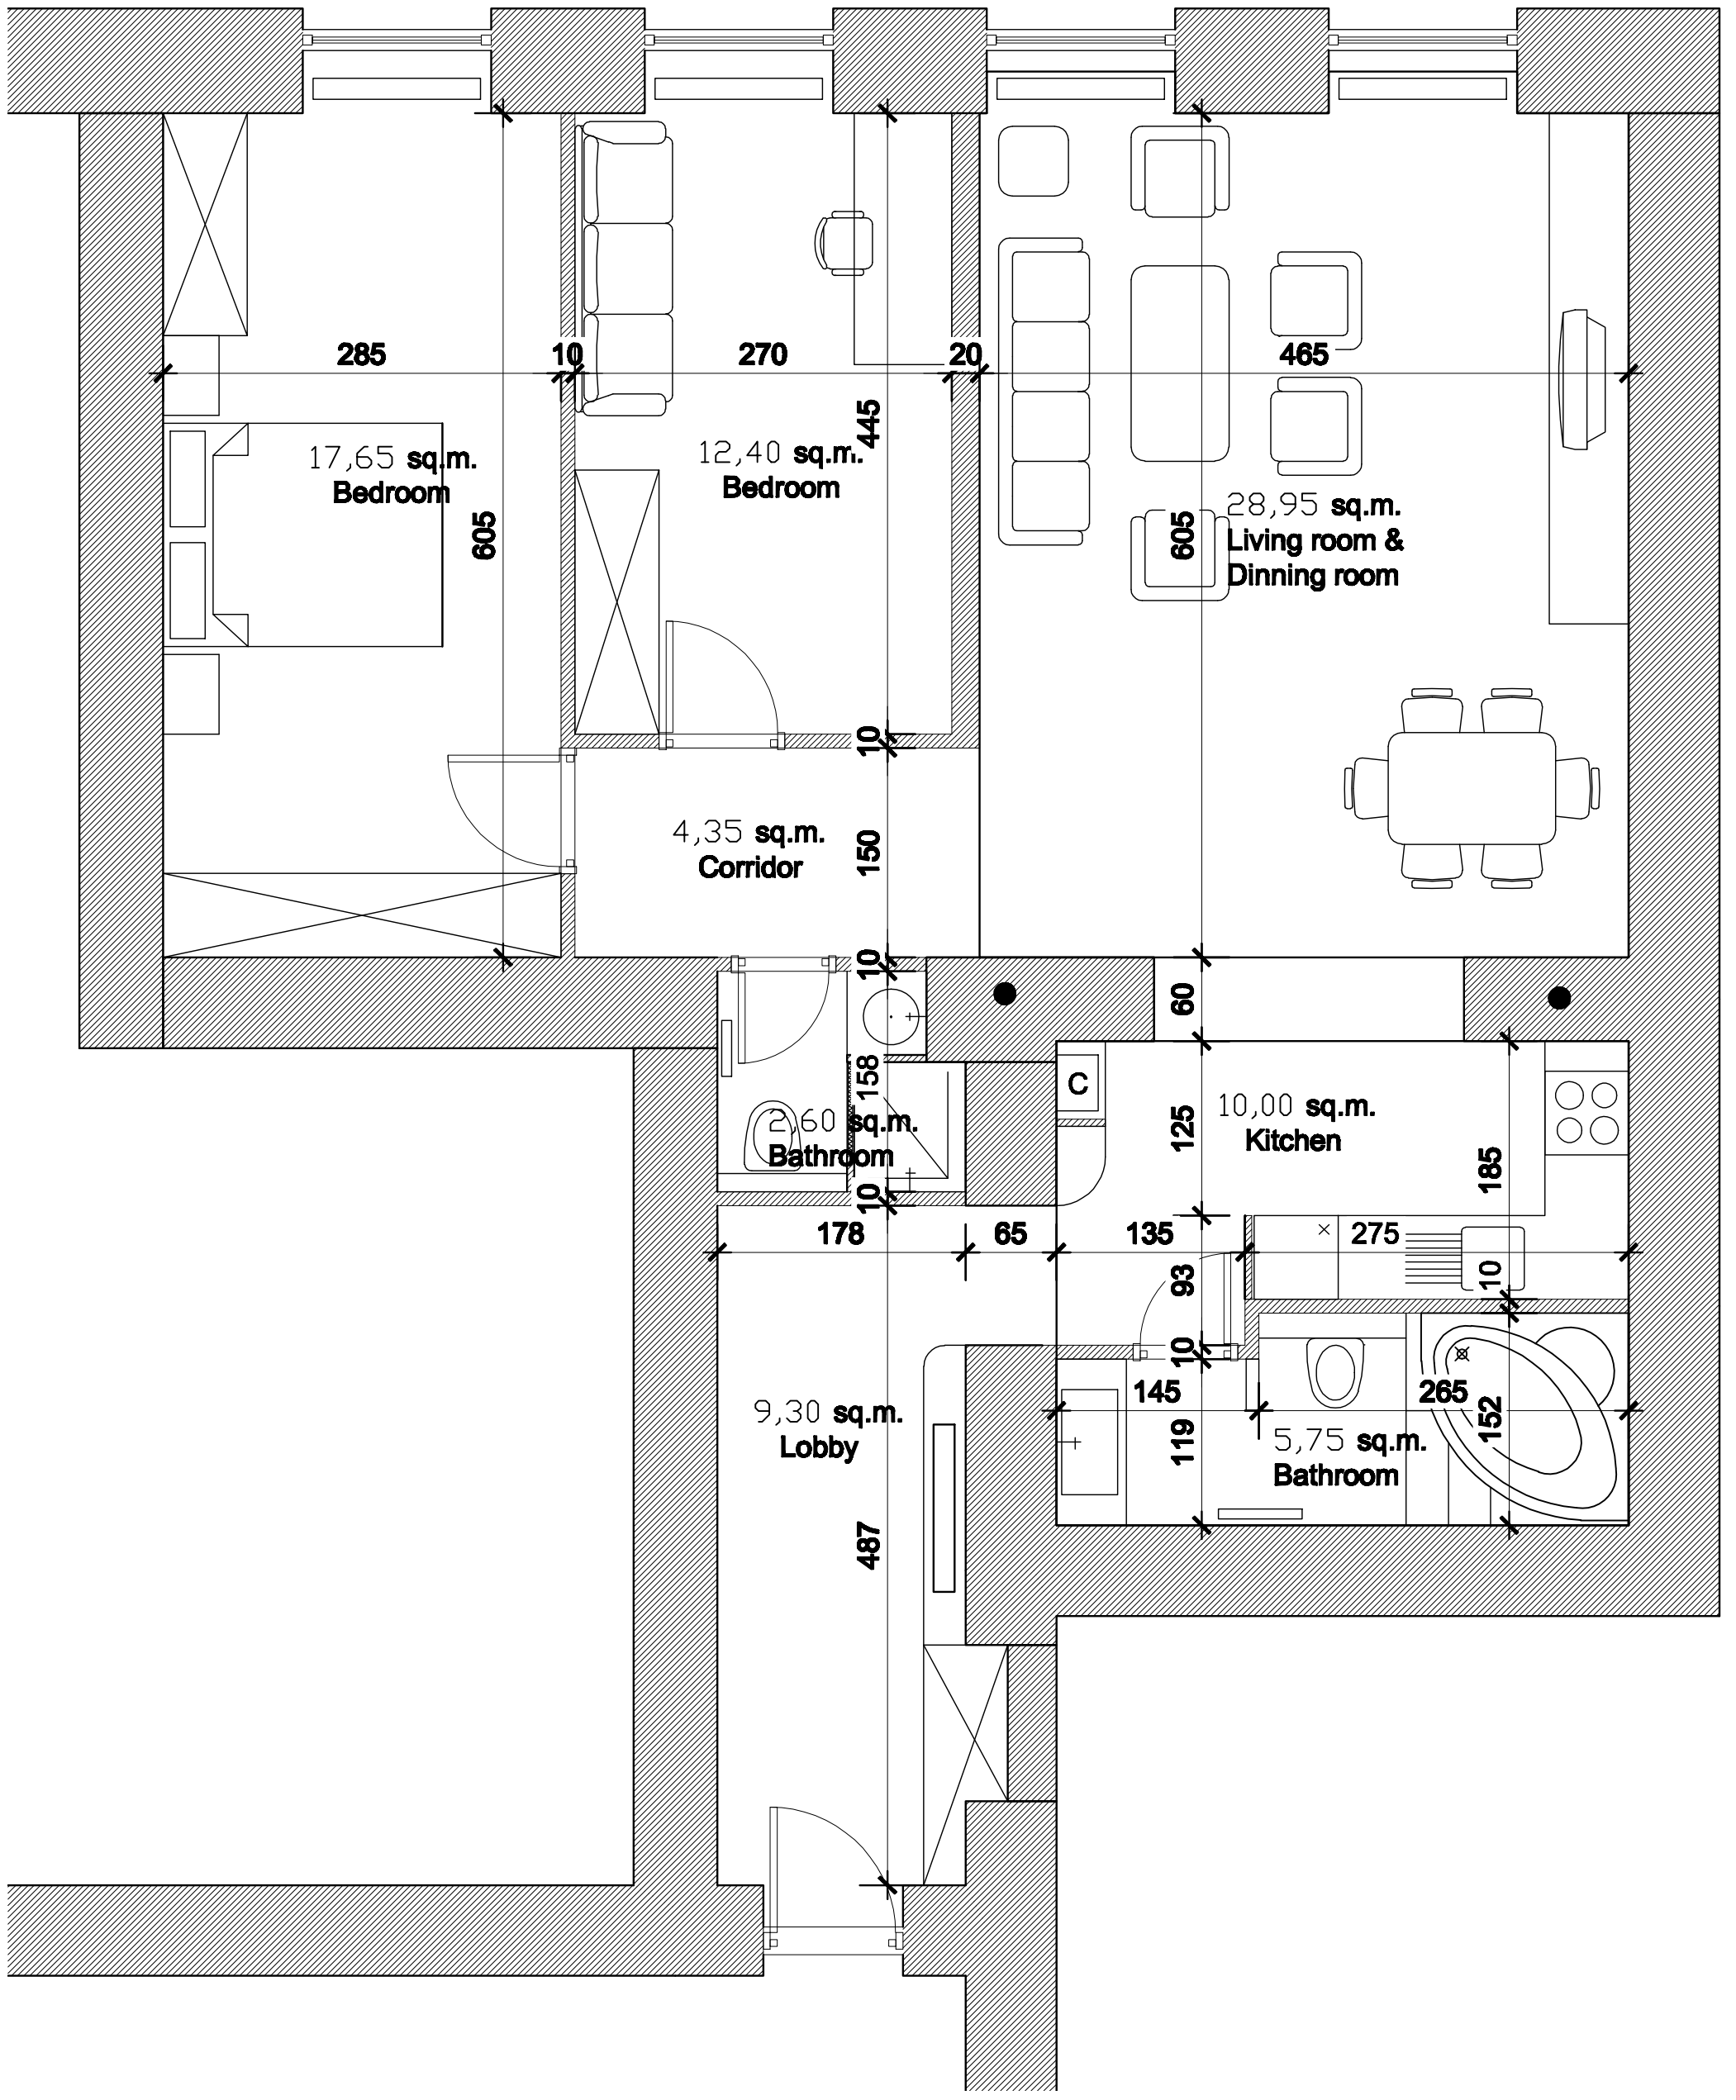 285
10
270
20
465
445
17,65 sq.m.
Bedroom
12,40 sq.m.
Bedroom
605
28,95 sq.m.
Living room &
Dinning room
605
10
4,35 sq.m.
Corridor
150
10
60
158
C
10,00 sq.m.
Kitchen
125
2,60 sq.m.
Bathroom
185
10
178
65
135
275
93
10
10
145
265
152
9,30 sq.m.
Lobby
119
5,75 sq.m.
Bathroom
487